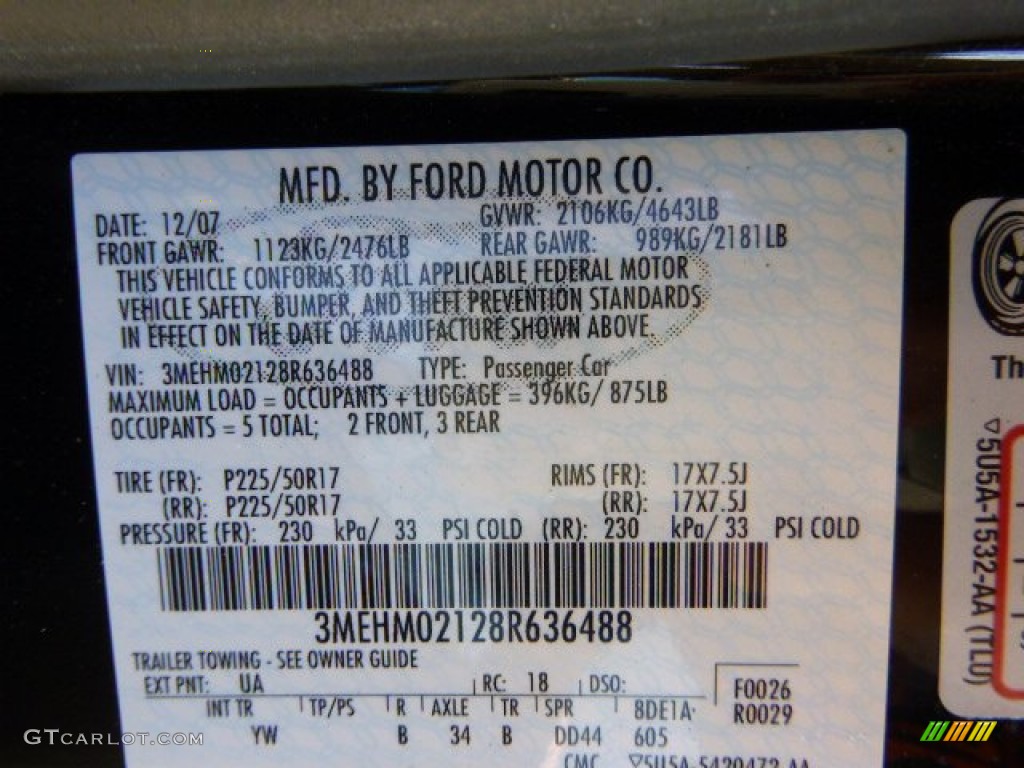 MFD. BY FORD MOTOR CO.
DATE: 12/07 GVWR: 2106KG/4643LB
FRONT GAWR: 1123KG/2476LB REAR GAWR: 989KG/2181LB
THIS VEHICLE CONFORMS TO ALL APPLICABLE FEDERAL MOTOR
VEHICLE SAFETY, BUMPER, AND THEFT PREVENTION STANDARDS
IN EFFECT ON THE DATE OF MANUFACTURE SHOWN ABOVE.
VIN: 3MEHM02128R636488 TYPE: Passenger Car
MAXIMUM LOAD = OCCUPANTS + LUGGAGE = 396KG/ 875LB
OCCUPANTS = 5 TOTAL; 2 FRONT, 3 REAR
TIRE (FR): P225/50R17 RIMS (FR): 17X7.5J
(RR): P225/50R17 (RR): 17X7.5J
PRESSURE (FR): 230 kPa/ 33 PSI COLD (RR): 230 kPa/ 33 PSI COLD
3MEHM02128R636488
TRAILER TOWING - SEE OWNER GUIDE
EXT PNT: UA RC: 18 DSO: F0026
INT TR TP/PS R AXLE TR SPR 8DE1A R0029
YW B 34 B DD44 605
CMC ▽5U5A-5420472-AA
Th
▽5U5A-1532-AA (TLU)
GTCARLOT.COM